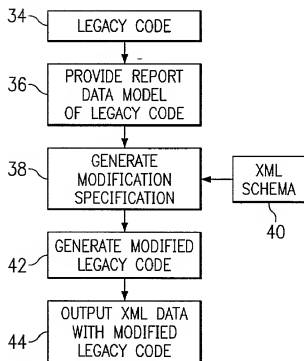 34
LEGACY CODE
36
PROVIDE REPORT
DATA MODEL
OF LEGACY CODE
38
GENERATE
MODIFICATION
SPECIFICATION
XML
SCHEMA
40
42
GENERATE MODIFIED
LEGACY CODE
44
OUTPUT XML DATA
WITH MODIFIED
LEGACY CODE